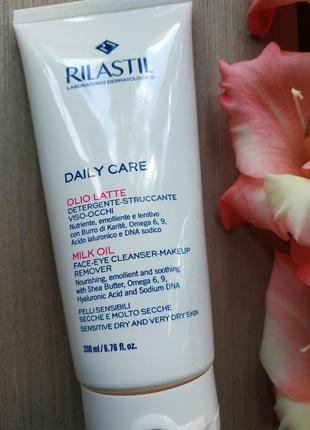 RILASTIL
LABORATORIO DERMATOLOGICO
DAILY CARE
OLIO LATTE
DETERGENTE-STRUCCANTE
VISO-OCCHI
Nutriente, emolliente e lenitivo
con Burro di Karitè, Omega 6, 9,
Acido ialuronico e DNA sodico
MILK OIL
FACE-EYE CLEANSER-MAKEUP
REMOVER
Nourishing, emollient and soothing
with Shea Butter, Omega 6, 9,
Hyaluronic Acid and Sodium DNA
PELLI SENSIBILI
SECCHE E MOLTO SECCHE
SENSITIVE DRY AND VERY DRY SKIN
200 ml / 6.76 fl. oz.